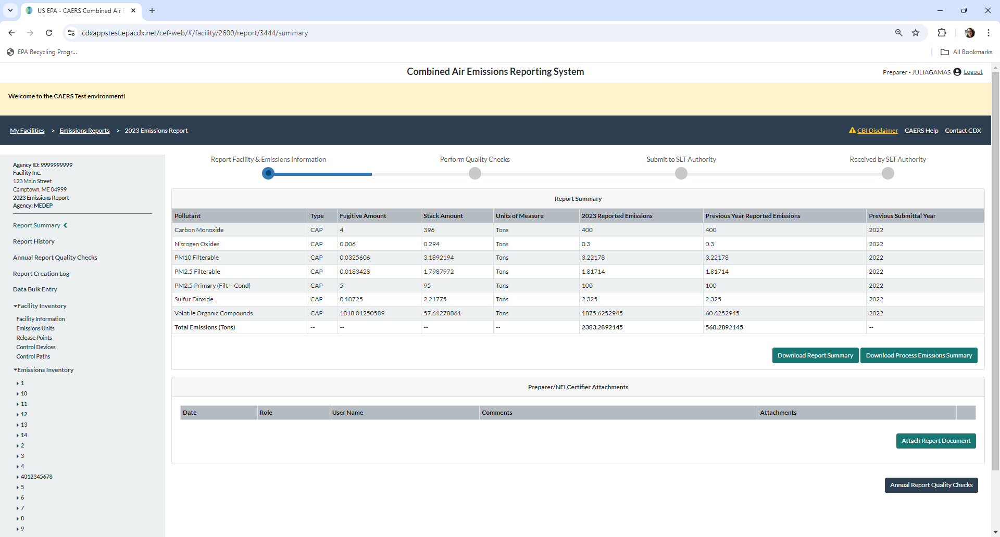 US EPA - CAERS Combined Air E
cdxappstest.epacdx.net/cef-web/#/facility/2600/report/3444/summary
EPA Recycling Progr...
All Bookmarks
Combined Air Emissions Reporting System
Preparer - JULIAGAMAS Logout
Welcome to the CAERS Test environment!
My Facilities > Emissions Reports > 2023 Emissions Report
CBI Disclaimer CAERS Help Contact CDX
Agency ID: 9999999999
Facility Inc.
123 Main Street
Camptown, ME 04999
2023 Emissions Report
Agency: MEDEP
Report Summary
Report History
Annual Report Quality Checks
Report Creation Log
Data Bulk Entry
Facility Inventory
Facility Information
Emissions Units
Release Points
Control Devices
Control Paths
Emissions Inventory
1
10
11
12
13
14
2
3
4
4012345678
5
6
7
8
9
Report Facility & Emissions Information
Perform Quality Checks
Submit to SLT Authority
Received by SLT Authority
Report Summary
Pollutant Type Fugitive Amount Stack Amount Units of Measure 2023 Reported Emissions Previous Year Reported Emissions Previous Submittal Year
Carbon Monoxide CAP 4 396 Tons 400 400 2022
Nitrogen Oxides CAP 0.006 0.294 Tons 0.3 0.3 2022
PM10 Filterable CAP 0.0325606 3.1892194 Tons 3.22178 3.22178 2022
PM2.5 Filterable CAP 0.0183428 1.7987972 Tons 1.81714 1.81714 2022
PM2.5 Primary (Filt + Cond) CAP 5 95 Tons 100 100 2022
Sulfur Dioxide CAP 0.10725 2.21775 Tons 2.325 2.325 2022
Volatile Organic Compounds CAP 1818.01250589 57.61278861 Tons 1875.6252945 60.6252945 2022
Total Emissions (Tons) -- -- -- -- 2383.2892145 568.2892145 --
Download Report Summary
Download Process Emissions Summary
Preparer/NEI Certifier Attachments
Date Role User Name Comments Attachments
Attach Report Document
Annual Report Quality Checks